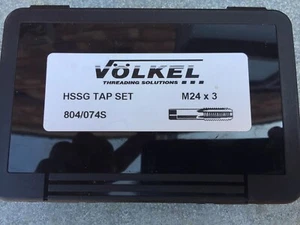 VÖLKEL
THREADING SOLUTIONS
HSSG TAP SET M24 x 3
804/074S